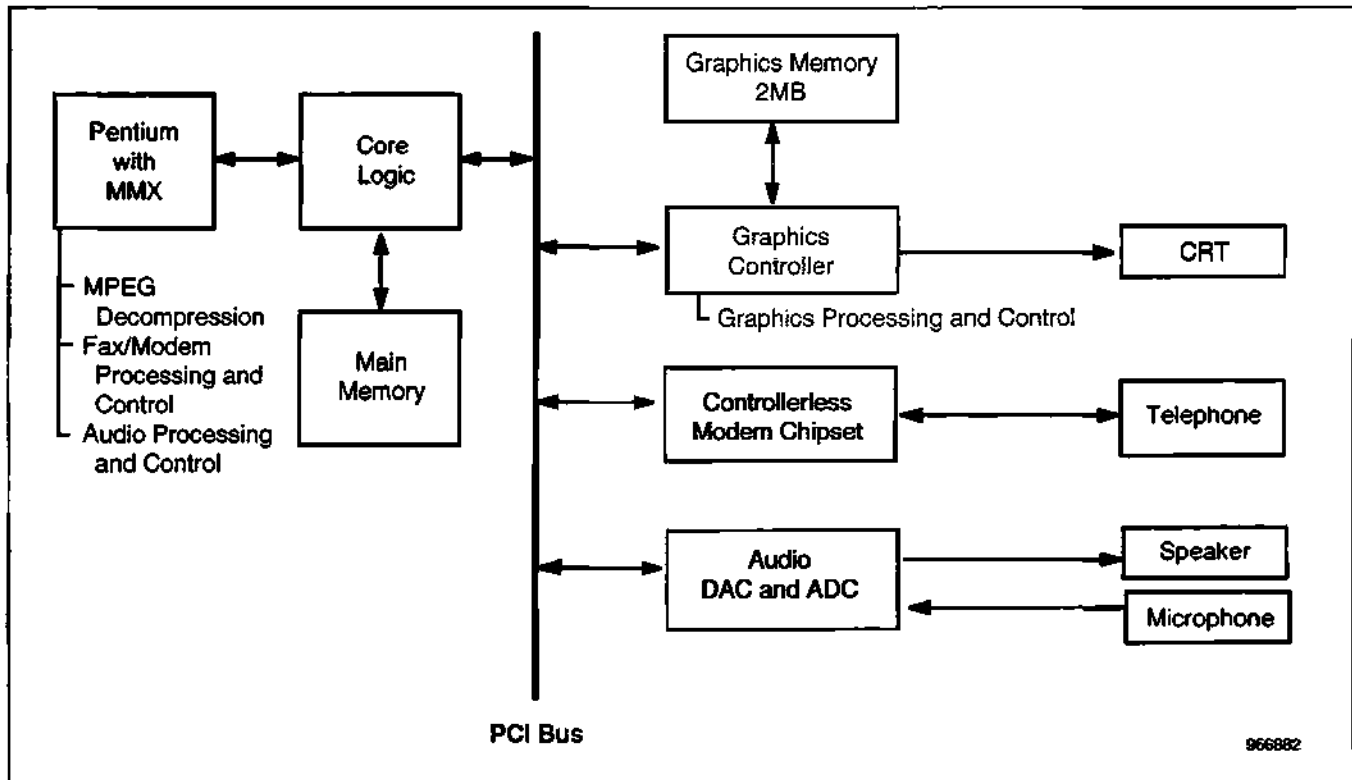 Pentium
with
MMX
MPEG
Decompression
Fax/Modem
Processing and
Control
Audio Processing
and Control
Core
Logic
Main
Memory
PCI Bus
Graphics Memory
2MB
Graphics
Controller
Graphics Processing and Control
CRT
Controllerless
Modem Chipset
Telephone
Audio
DAC and ADC
Speaker
Microphone
966882